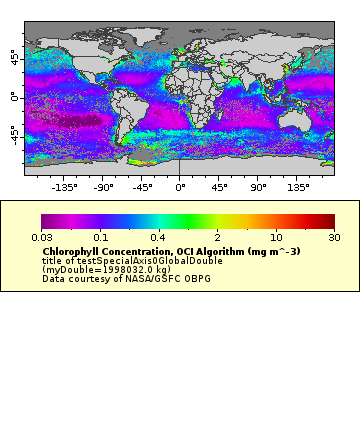 45°
0°
-45°
-135° -90° -45° 0° 45° 90° 135°
0.03 0.1 0.4 1 2 4 10 30
Chlorophyll Concentration, OCI Algorithm (mg m^-3)
title of testSpecialAxis0GlobalDouble
(myDouble=1998032.0 kg)
Data courtesy of NASA/GSFC OBPG